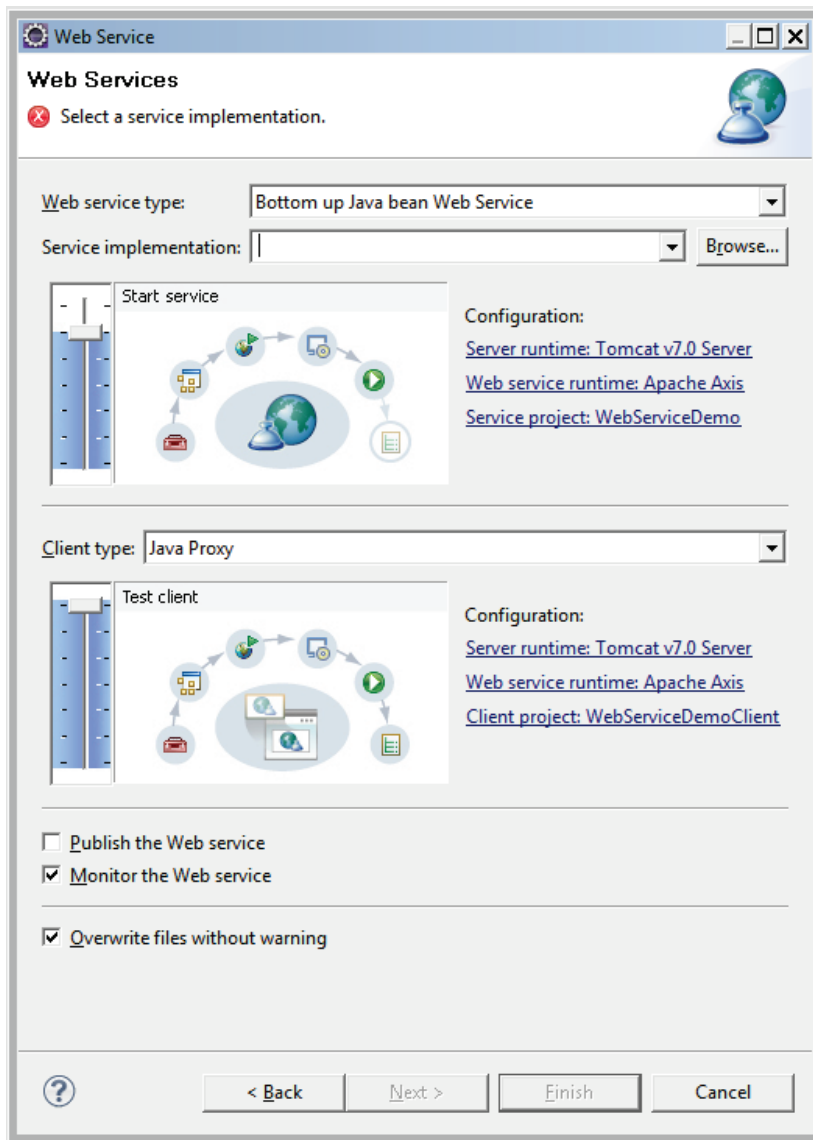 Web Service
Web Services
Select a service implementation.
Web service type: Bottom up Java bean Web Service
Service implementation: Browse...
Start service
Configuration:
Server runtime: Tomcat v7.0 Server
Web service runtime: Apache Axis
Service project: WebServiceDemo
Client type: Java Proxy
Test client
Configuration:
Server runtime: Tomcat v7.0 Server
Web service runtime: Apache Axis
Client project: WebServiceDemoClient
Publish the Web service
Monitor the Web service
Overwrite files without warning
? < Back Next > Finish Cancel